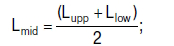 L_mid = (L_upp + L_low) / 2 ;